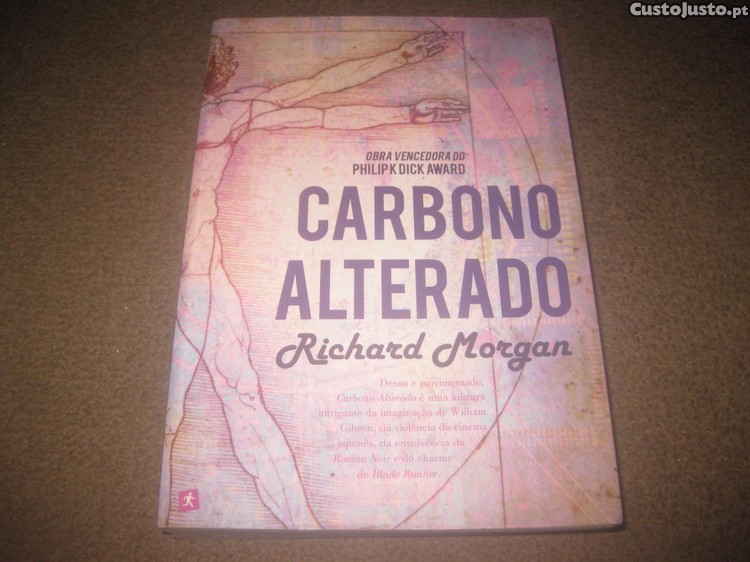 CustoJusto.pt
OBRA VENCEDORA DO
PHILIP K DICK AWARD
CARBONO
ALTERADO
Richard Morgan
Denso e movimentado,
Carbono Alterado é uma mistura
intrigante da imaginação de William
Gibson, da violência do cinema
japonês, da envolvência do
Roman Noir e do charme
de Blade Runner.